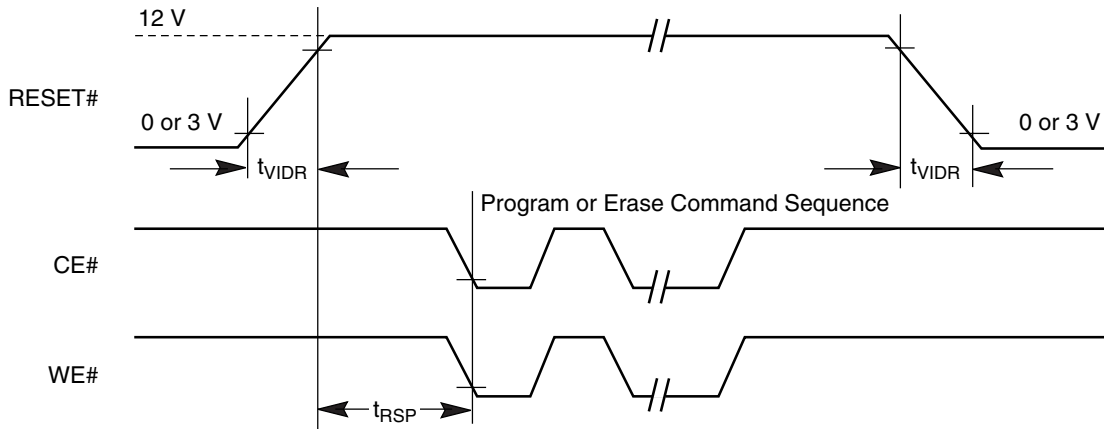 12 V
RESET#
0 or 3 V
0 or 3 V
tVIDR
tVIDR
Program or Erase Command Sequence
CE#
WE#
tRSP